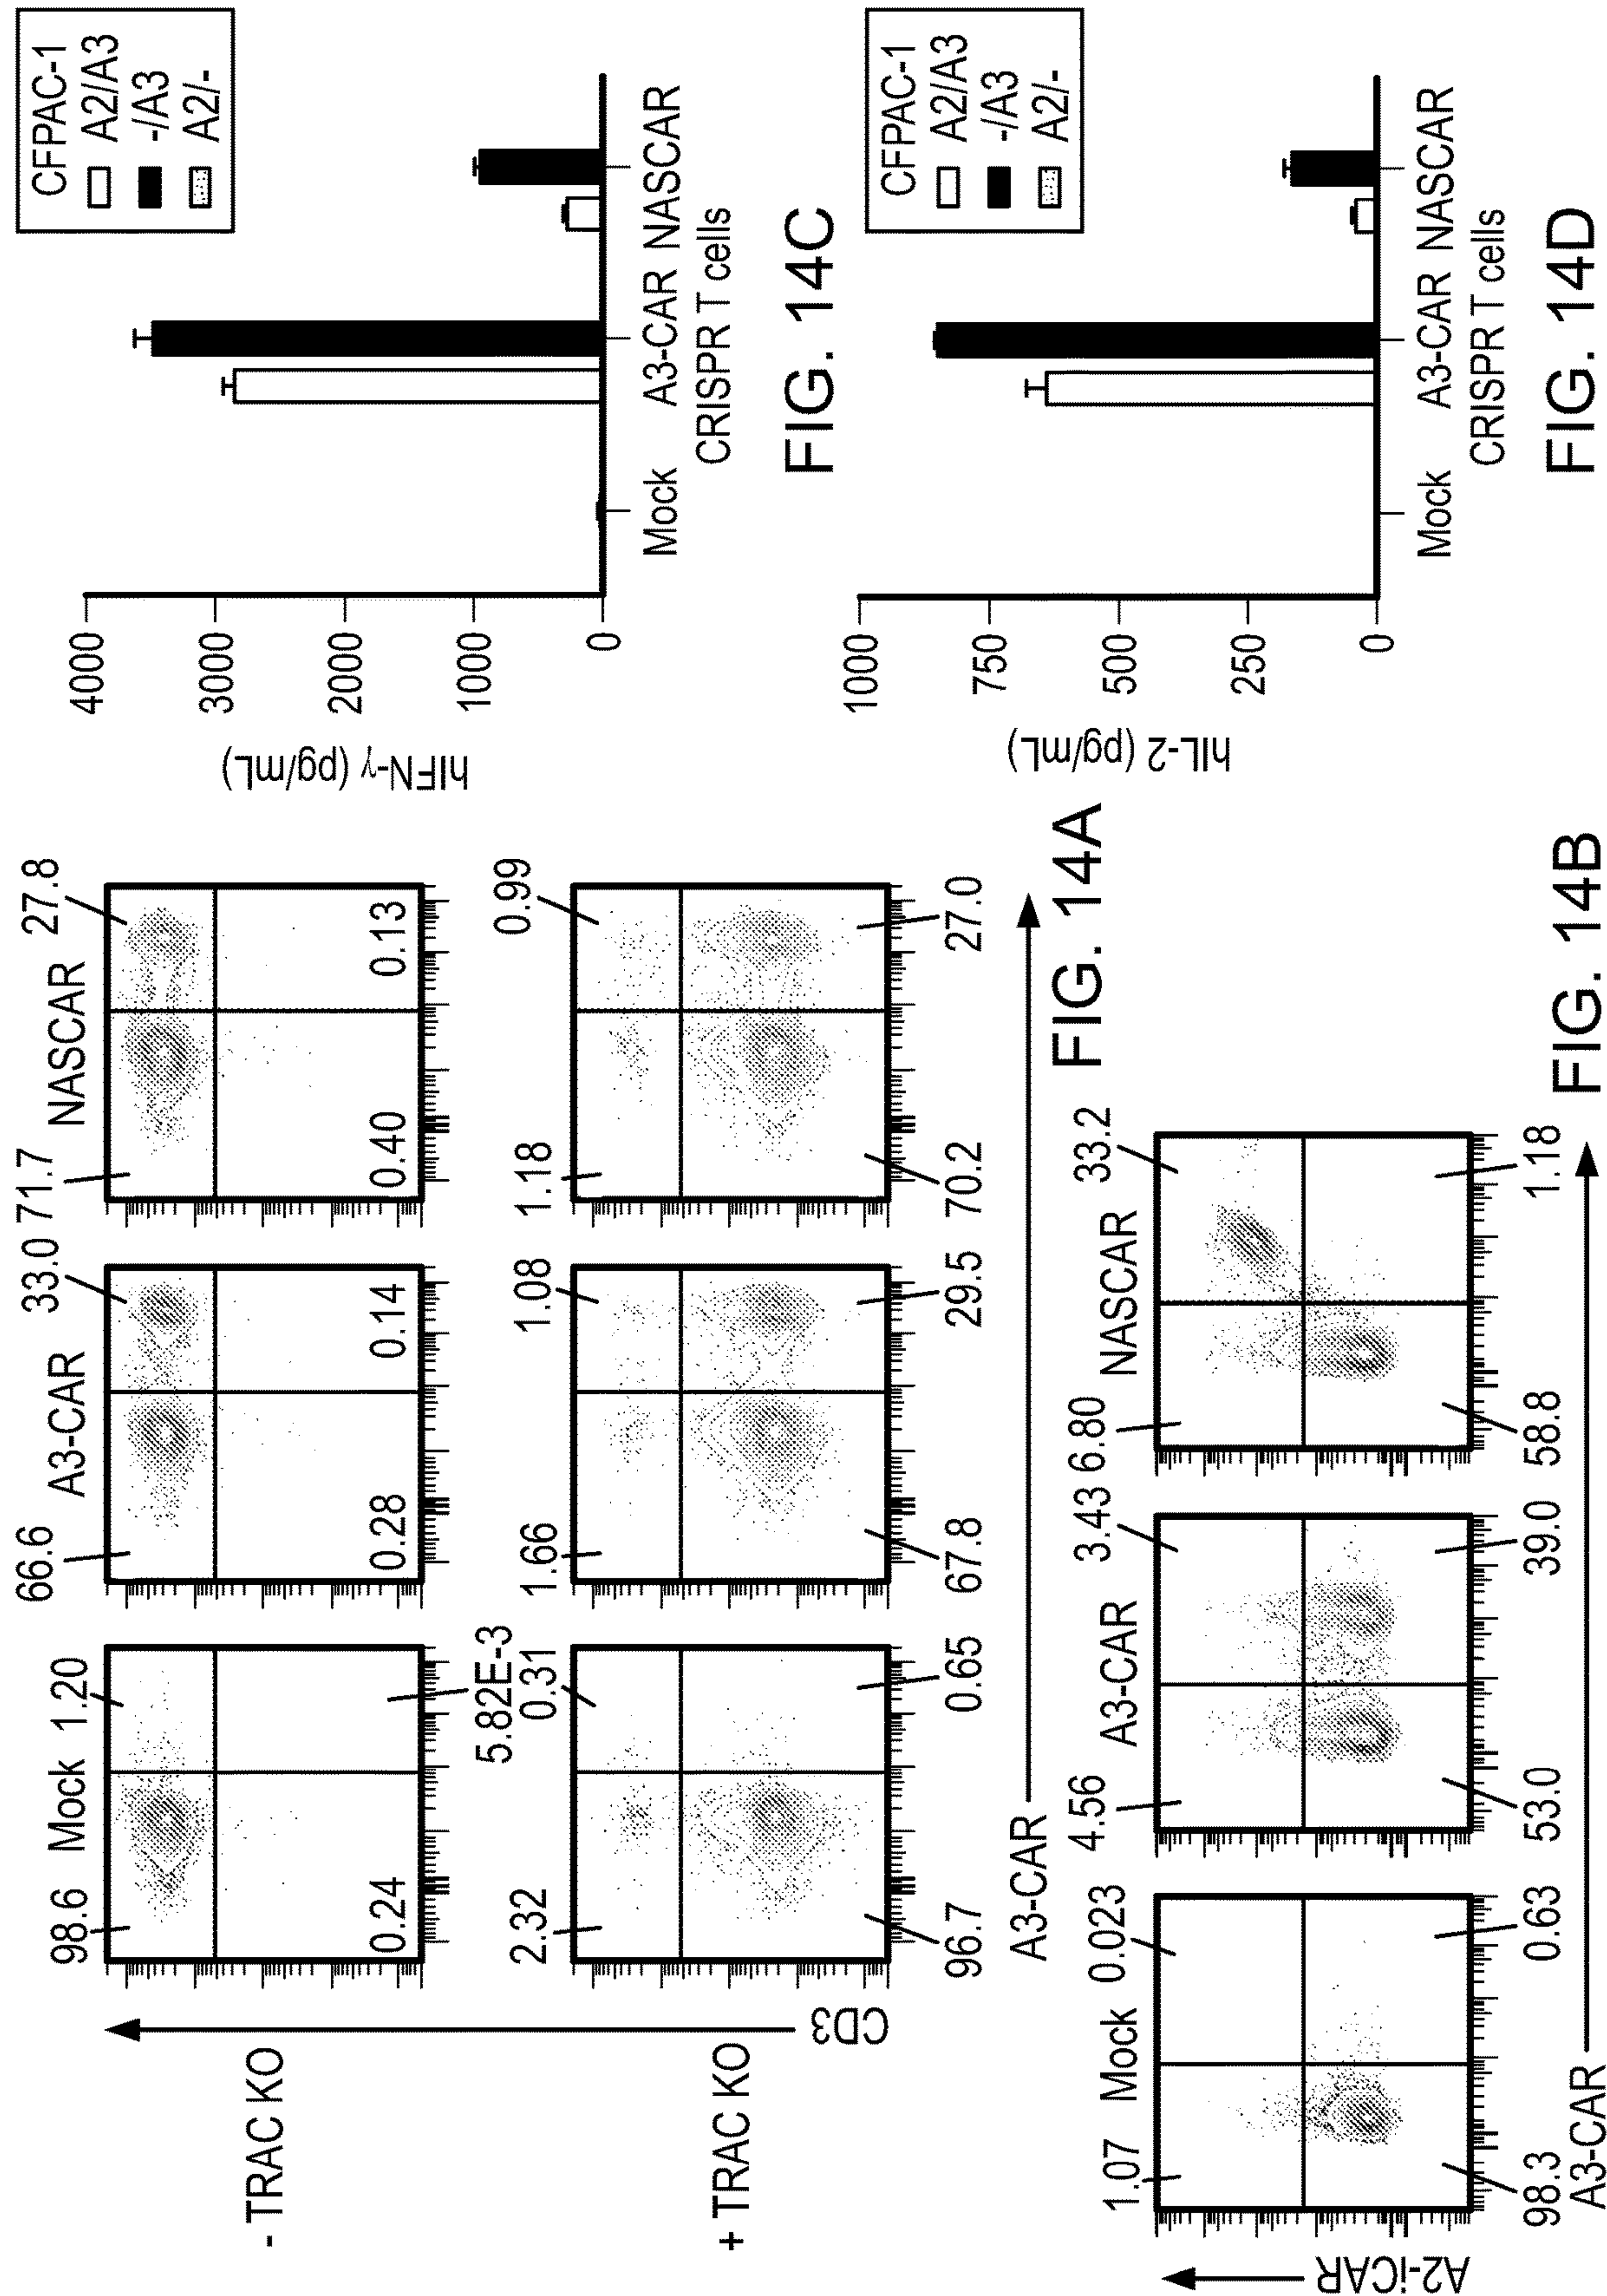 98.6 Mock 1.20
66.6 A3-CAR 33.0
71.7 NASCAR 27.8
- TRAC KO
0.24
5.82E-3
0.28
0.14
0.40
0.13
2.32
0.31
1.66
1.08
1.18
0.99
+ TRAC KO
CD3
96.7
0.65
67.8
29.5
70.2
27.0
A3-CAR
FIG. 14A
1.07 Mock 0.023
4.56 A3-CAR 3.43
6.80 NASCAR 33.2
A2-iCAR
98.3
0.63
53.0
39.0
58.8
1.18
A3-CAR
FIG. 14B
hIFN-γ (pg/mL)
4000
3000
2000
1000
0
CFPAC-1
A2/A3
-/A3
A2/-
Mock A3-CAR NASCAR
CRISPR T cells
FIG. 14C
hIL-2 (pg/mL)
1000
750
500
250
0
CFPAC-1
A2/A3
-/A3
A2/-
Mock A3-CAR NASCAR
CRISPR T cells
FIG. 14D